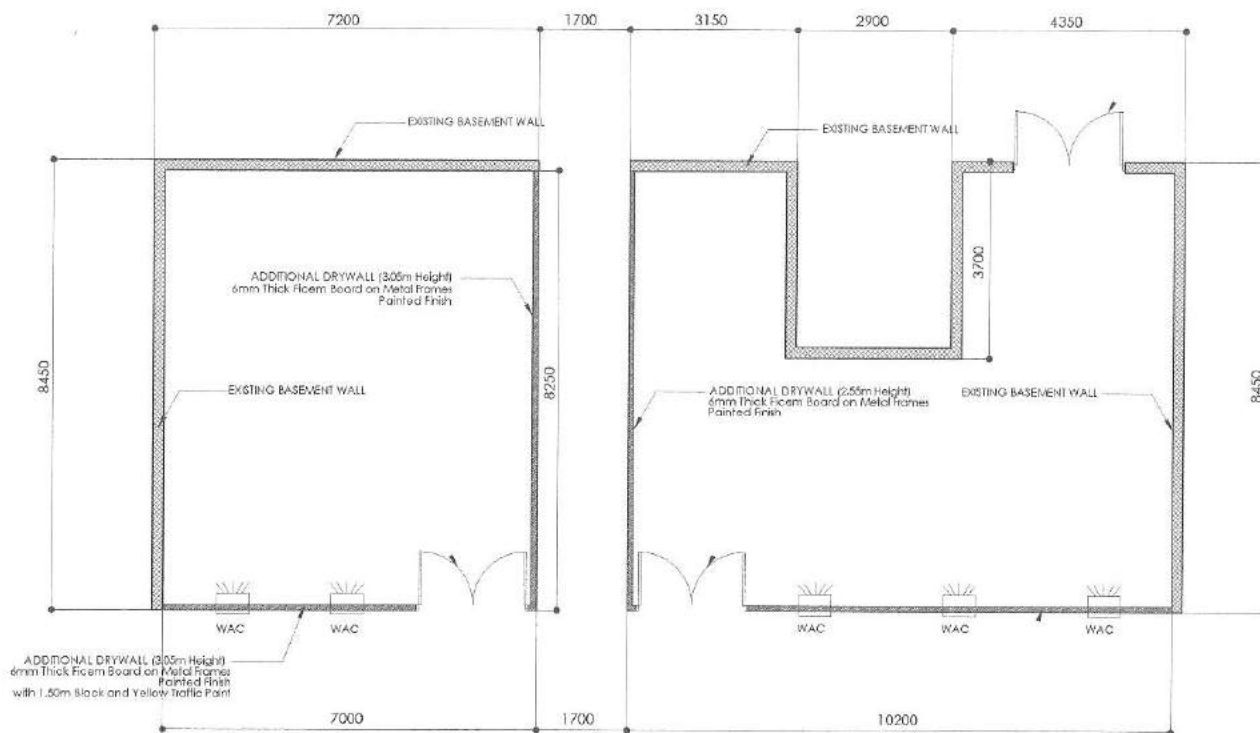 7200
1700
3150
2900
4350
EXISTING BASEMENT WALL
EXISTING BASEMENT WALL
ADDITIONAL DRYWALL (3.05m Height)
6mm Thick Ficem Board on Metal Frames
Painted Finish
3700
8450
8250
8450
EXISTING BASEMENT WALL
ADDITIONAL DRYWALL (2.55m Height)
6mm Thick Ficem Board on Metal Frames
Painted Finish
EXISTING BASEMENT WALL
WAC
WAC
WAC
WAC
WAC
ADDITIONAL DRYWALL (3.05m Height)
6mm Thick Ficem Board on Metal Frames
Painted Finish
with 1.50m Black and Yellow Traffic Paint
7000
1700
10200